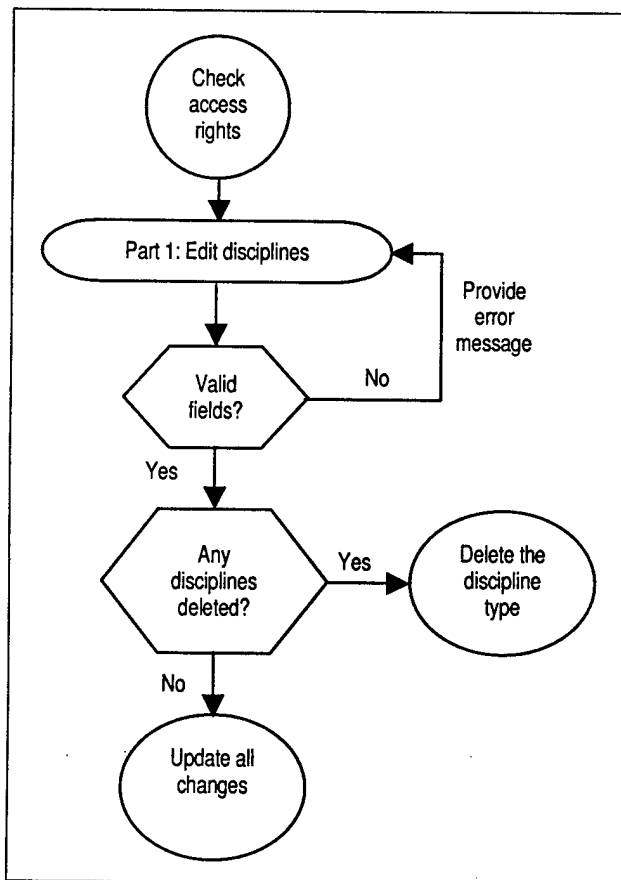 Check
access
rights
Part 1: Edit disciplines
Provide
error
message
Valid
fields?
No
Yes
Any
disciplines
deleted?
Yes
Delete the
discipline
type
No
Update all
changes